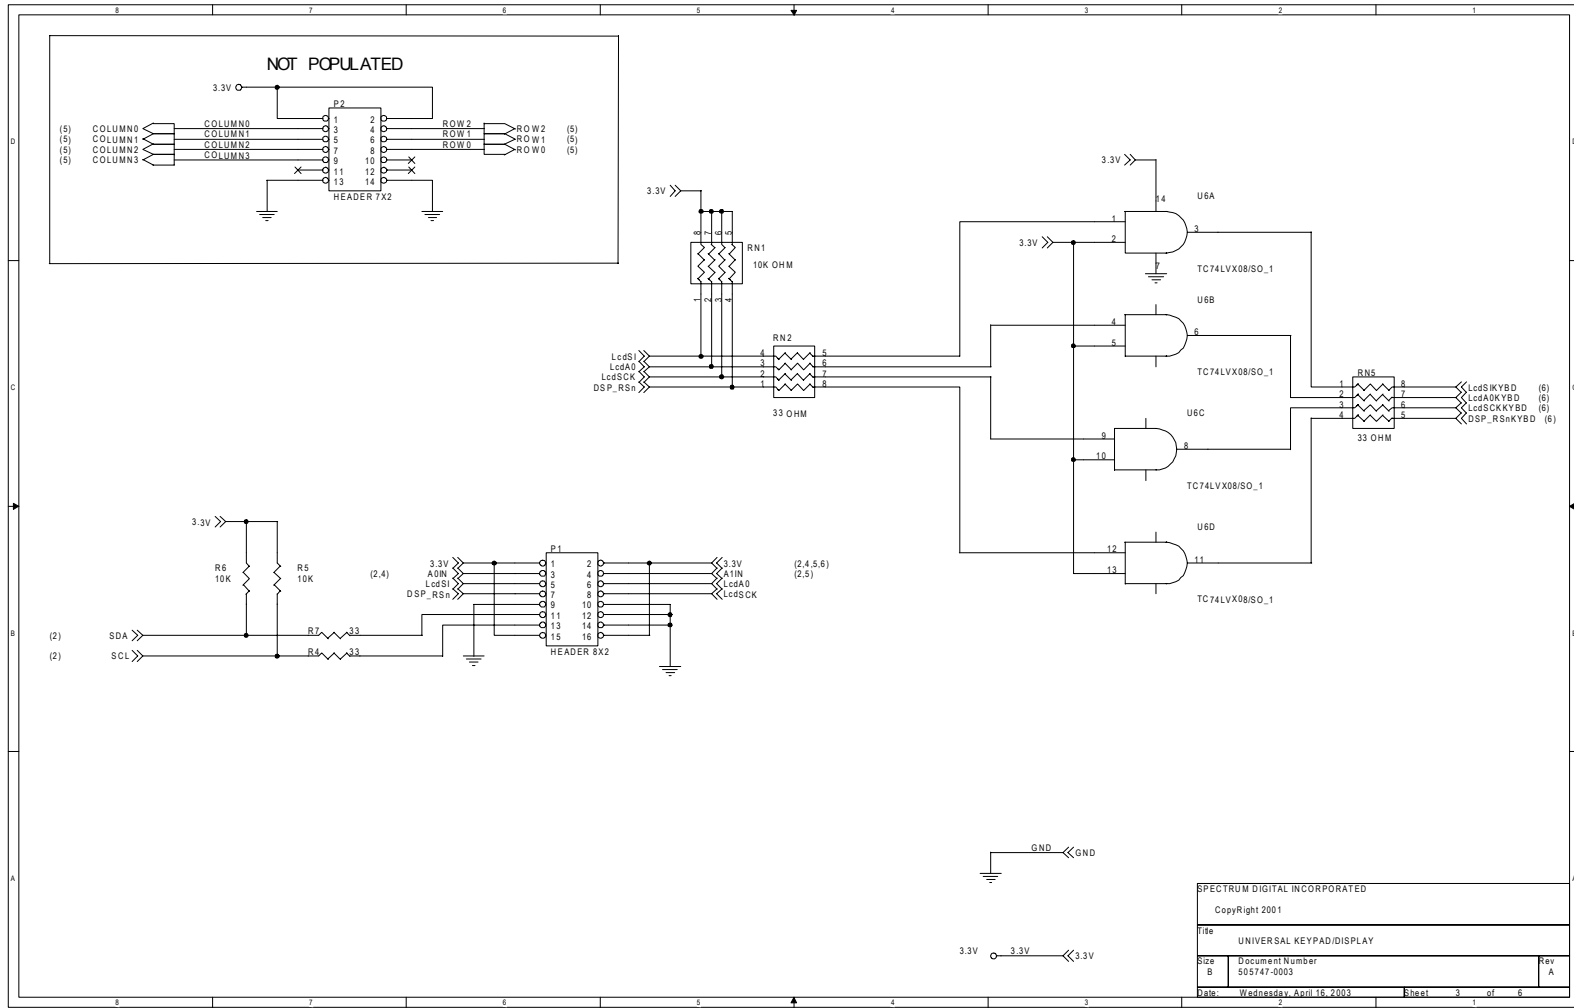 8 7 6 5 4 3 2 1
NOT POPULATED
3.3V
P2
1 2
(5) COLUMN0 COLUMN0 3 4 ROW2 ROW2 (5)
(5) COLUMN1 COLUMN1 5 6 ROW1 ROW1 (5)
(5) COLUMN2 COLUMN2 7 8 ROW0 ROW0 (5)
(5) COLUMN3 COLUMN3 9 10
11 12
13 14
HEADER 7X2
D
C
B
A
3.3V
8 7 6 5
RN1
10K OHM
1 2 3 4
RN2
LcdSI 4 5
LcdA0 3 6
LcdSCK 2 7
DSP_RSn 1 8
33 OHM
3.3V
14
U6A
1
3.3V 2
3
7
TC74LVX08/SO_1
U6B
4
5
6
TC74LVX08/SO_1
U6C
9
10
8
TC74LVX08/SO_1
U6D
12
13
11
TC74LVX08/SO_1
RN5
1 8 LcdSIKYBD (6)
2 7 LcdA0KYBD (6)
3 6 LcdSCKKYBD (6)
4 5 DSP_RSnKYBD (6)
33 OHM
3.3V
R6
10K
R5
10K
P1
3.3V 1 2 3.3V (2,4,5,6)
(2,4) A0IN 3 4 A1IN (2,5)
LcdSI 5 6 LcdA0
DSP_RSn 7 8 LcdSCK
9 10
11 12
13 14
15 16
HEADER 8X2
(2) SDA R7 33
(2) SCL R4 33
GND GND
3.3V 3.3V 3.3V
SPECTRUM DIGITAL INCORPORATED
CopyRight 2001
Title
UNIVERSAL KEYPAD/DISPLAY
Size Document Number Rev
B 505747-0003 A
Date: Wednesday, April 16, 2003 Sheet 3 of 6
8 7 6 5 4 3 2 1